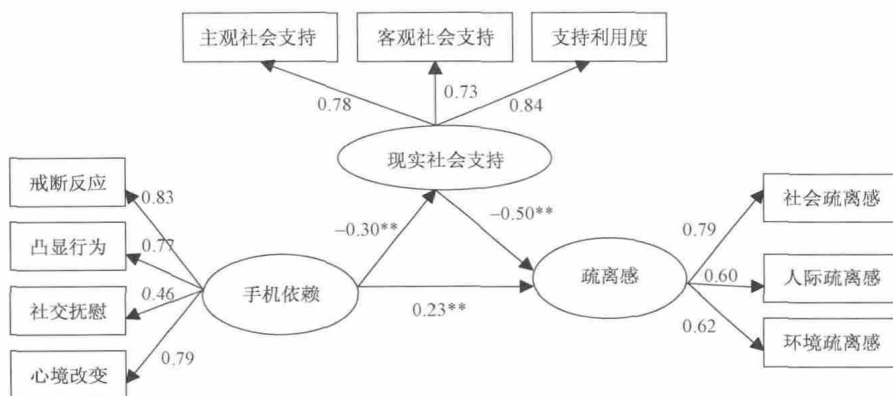 主观社会支持
客观社会支持
支持利用度
0.78
0.73
0.84
现实社会支持
戒断反应
凸显行为
社交抚慰
心境改变
0.83
0.77
0.46
0.79
手机依赖
−0.30**
−0.50**
0.23**
疏离感
0.79
0.60
0.62
社会疏离感
人际疏离感
环境疏离感